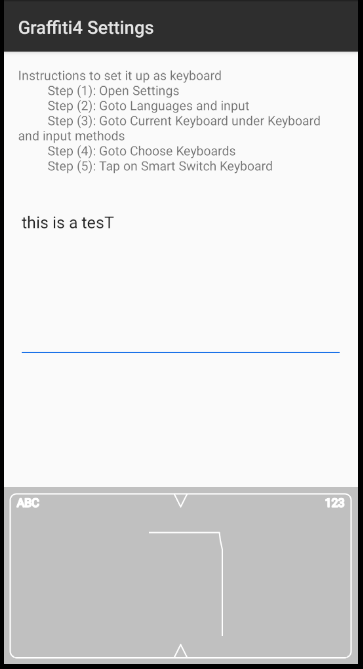 Graffiti4 Settings
Instructions to set it up as keyboard
Step (1): Open Settings
Step (2): Goto Languages and input
Step (3): Goto Current Keyboard under Keyboard
and input methods
Step (4): Goto Choose Keyboards
Step (5): Tap on Smart Switch Keyboard
this is a tesT
ABC 123